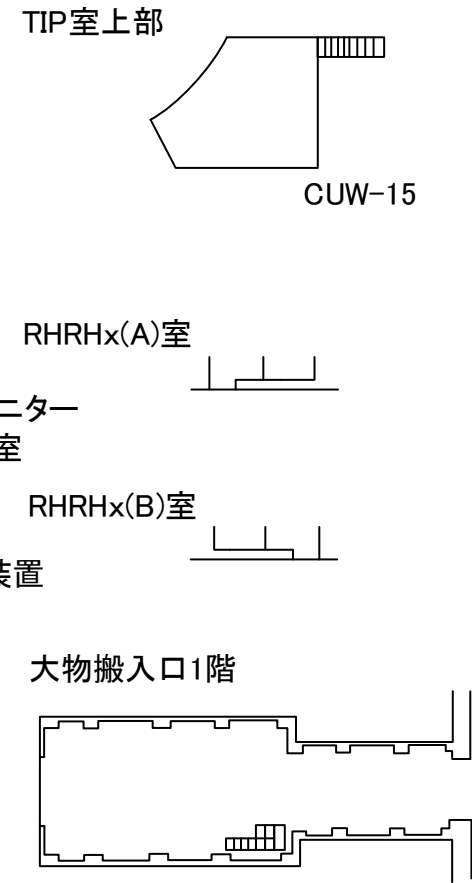 TIP室上部
CUW-15
RHRHx(A)室
ニター
室
RHRHx(B)室
装置
大物搬入口1階